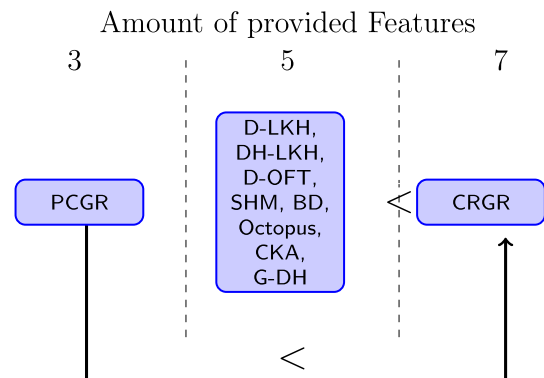 Amount of provided Features
3 5 7
D-LKH,
DH-LKH,
D-OFT,
SHM, BD,
Octopus,
CKA,
G-DH
PCGR
<
CRGR
<